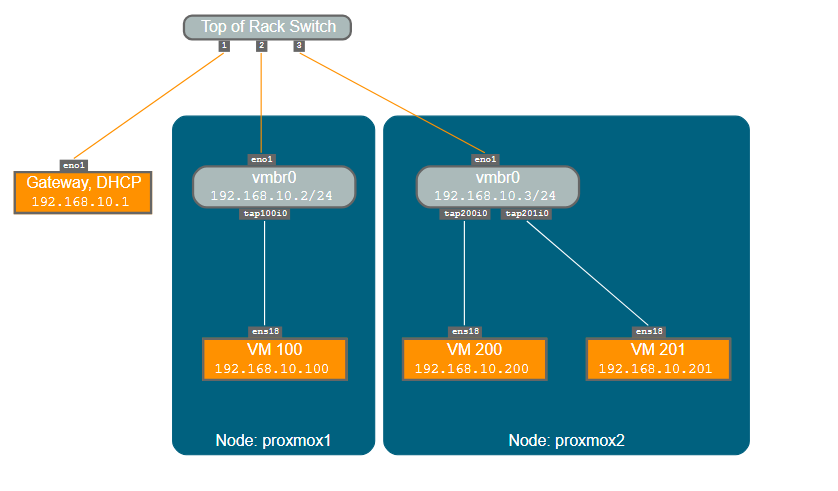 Top of Rack Switch
1 2 3
eno1 eno1 eno1
Gateway, DHCP
192.168.10.1
vmbr0
192.168.10.2/24
tap100i0
vmbr0
192.168.10.3/24
tap200i0 tap201i0
ens18 ens18 ens18
VM 100
192.168.10.100
VM 200
192.168.10.200
VM 201
192.168.10.201
Node: proxmox1
Node: proxmox2